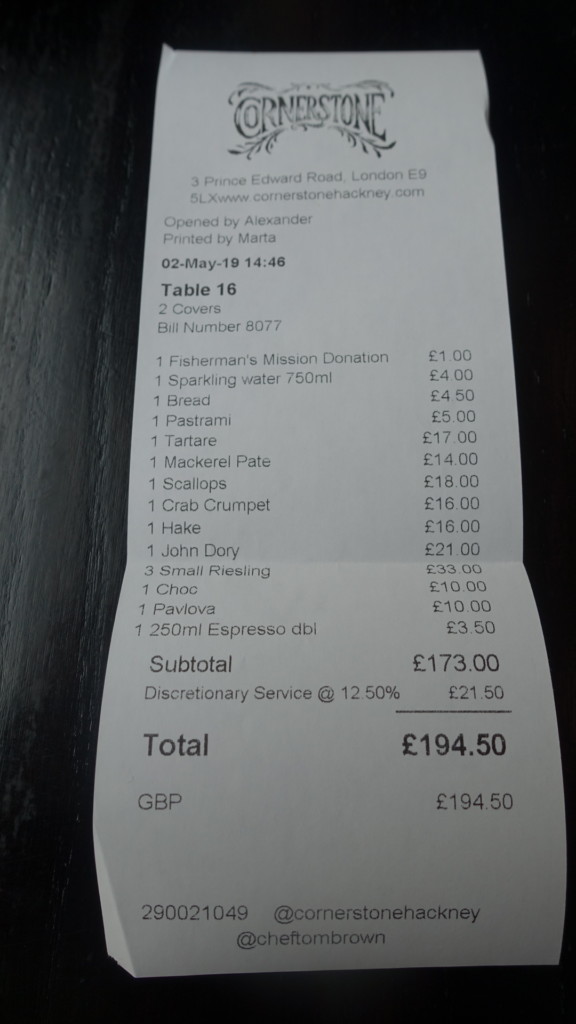 CORNERSTONE
3 Prince Edward Road, London E9
5LXwww.cornerstonehackney.com
Opened by Alexander
Printed by Marta
02-May-19 14:46
Table 16
2 Covers
Bill Number 8077
1 Fisherman's Mission Donation £1.00
1 Sparkling water 750ml £4.00
1 Bread £4.50
1 Pastrami £5.00
1 Tartare £17.00
1 Mackerel Pate £14.00
1 Scallops £18.00
1 Crab Crumpet £16.00
1 Hake £16.00
1 John Dory £21.00
3 Small Riesling £33.00
1 Choc £10.00
1 Pavlova £10.00
1 250ml Espresso dbl £3.50
Subtotal £173.00
Discretionary Service @ 12.50% £21.50
Total £194.50
GBP £194.50
290021049 @cornerstonehackney
@cheftombrown